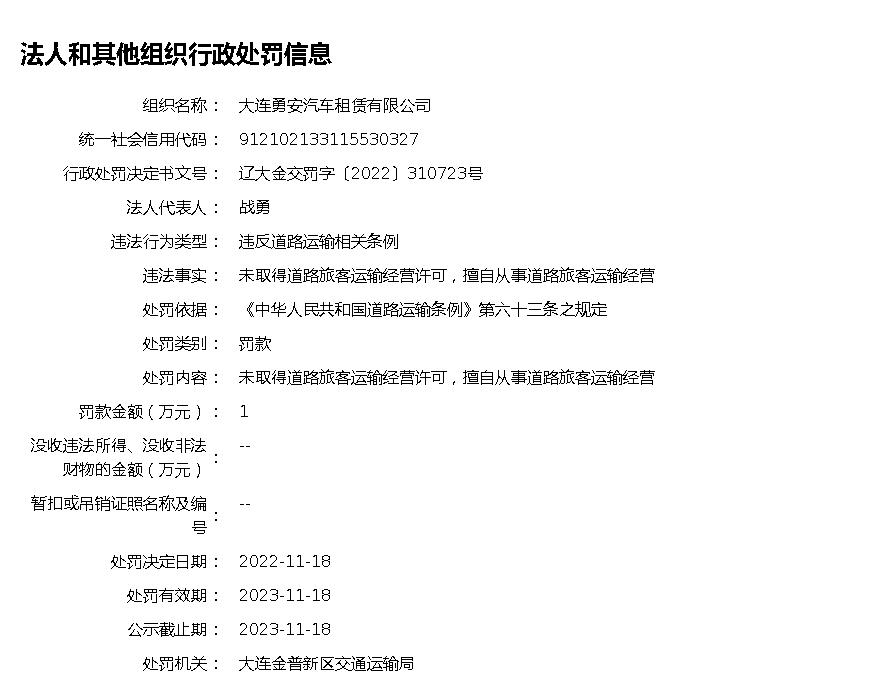 法人和其他组织行政处罚信息
组织名称： 大连勇安汽车租赁有限公司
统一社会信用代码： 912102133115530327
行政处罚决定书文号： 辽大金交罚字〔2022〕310723号
法人代表人： 战勇
违法行为类型： 违反道路运输相关条例
违法事实： 未取得道路旅客运输经营许可，擅自从事道路旅客运输经营
处罚依据： 《中华人民共和国道路运输条例》第六十三条之规定
处罚类别： 罚款
处罚内容： 未取得道路旅客运输经营许可，擅自从事道路旅客运输经营
罚款金额（万元）： 1
没收违法所得、没收非法
财物的金额（万元）： --
暂扣或吊销证照名称及编
号： --
处罚决定日期： 2022-11-18
处罚有效期： 2023-11-18
公示截止期： 2023-11-18
处罚机关： 大连金普新区交通运输局